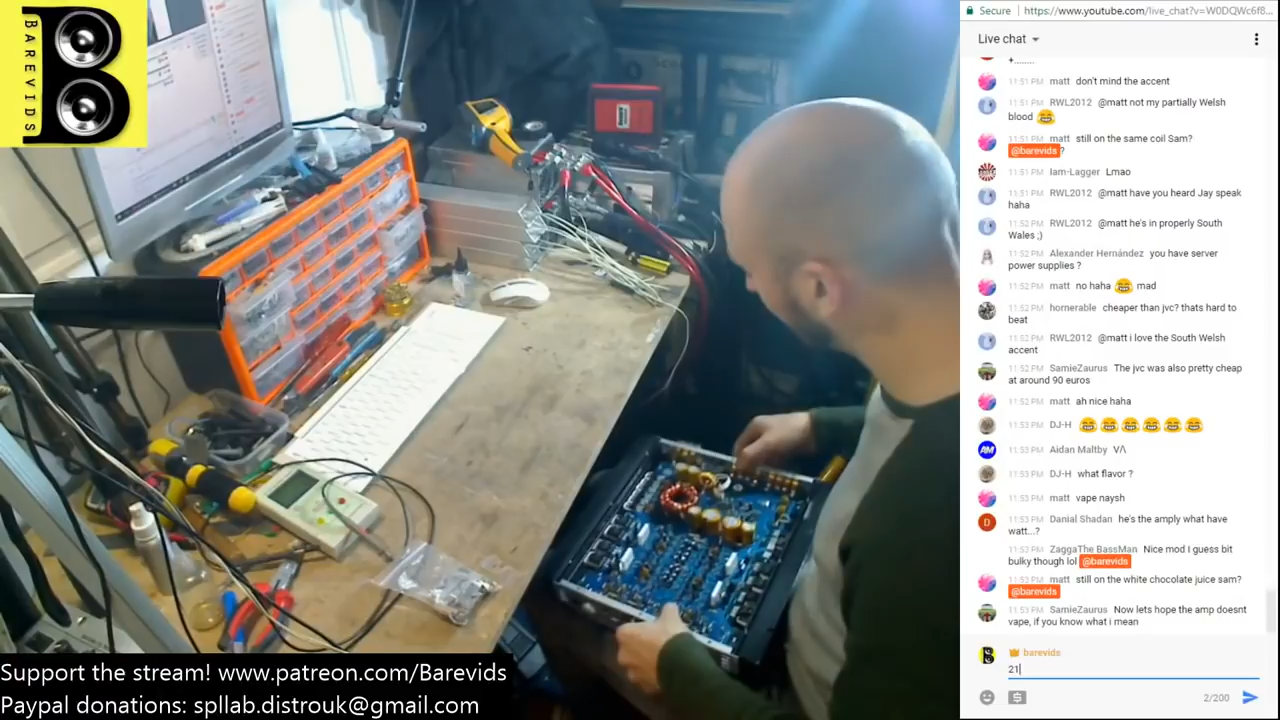 BAREVIDS
Support the stream! www.patreon.com/Barevids
Paypal donations: spllab.distrouk@gmail.com
Secure https://www.youtube.com/live_chat?v=W0DQWc6f8...
Live chat
11:51 PM matt don't mind the accent
11:51 PM RWL2012 @matt not my partially Welsh
blood 😂
11:51 PM matt still on the same coil Sam?
@barevids ?
11:51 PM Iam-Lagger Lmao
11:51 PM RWL2012 @matt have you heard Jay speak
haha
11:52 PM RWL2012 @matt he's in properly South
Wales ;)
11:52 PM Alexander Hernández you have server
power supplies ?
11:52 PM matt no haha 😂 mad
11:52 PM hornerable cheaper than jvc? thats hard to
beat
11:52 PM RWL2012 @matt i love the South Welsh
accent
11:52 PM SamieZaurus The jvc was also pretty cheap
at around 90 euros
11:52 PM matt ah nice haha
11:53 PM DJ-H 😂😂😂😂😂😂
AM 11:53 PM Aidan Maltby V/\
11:53 PM DJ-H what flavor ?
11:53 PM matt vape naysh
D 11:53 PM Danial Shadan he's the amply what have
watt...?
11:53 PM ZaggaThe BassMan Nice mod I guess bit
bulky though lol @barevids
11:53 PM matt still on the white chocolate juice sam?
@barevids
11:53 PM SamieZaurus Now lets hope the amp doesnt
vape, if you know what i mean
barevids
21
2/200